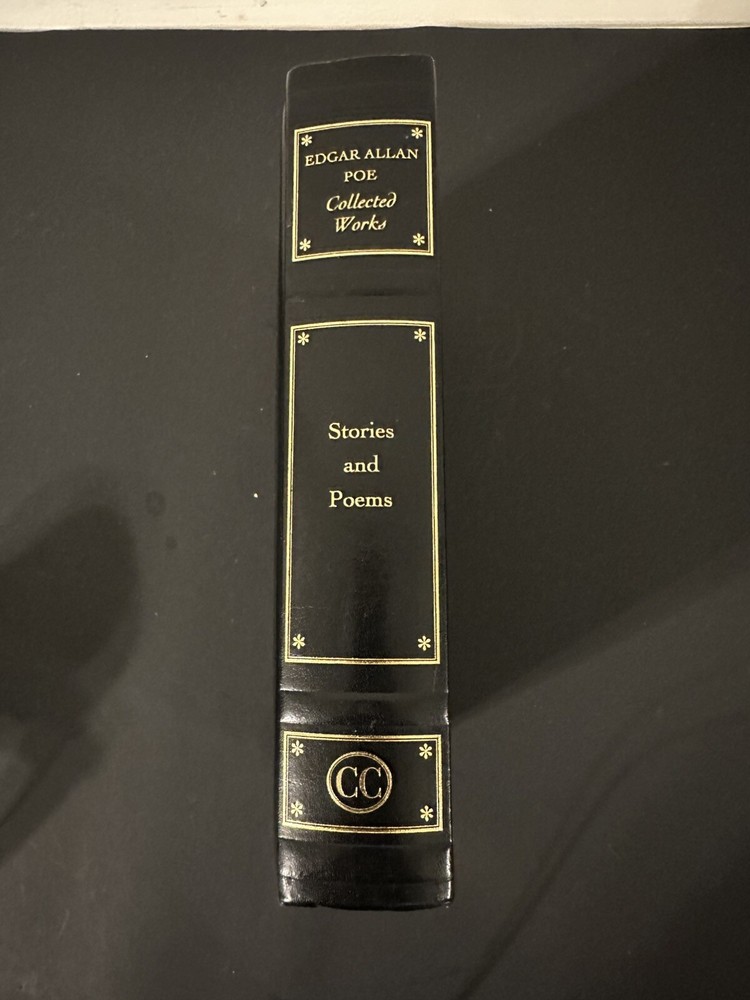 EDGAR ALLAN
POE
Collected
Works
Stories
and
Poems
CC